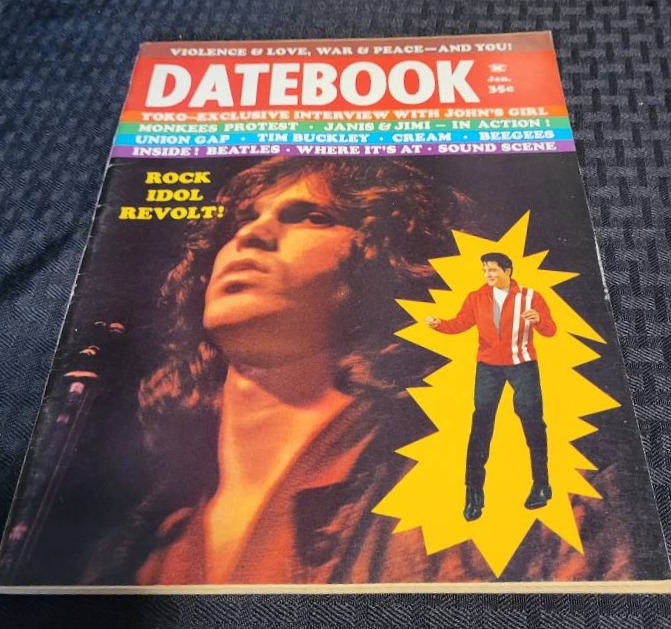 VIOLENCE & LOVE, WAR & PEACE—AND YOU!
DATEBOOK
Jan.
35c
YOKO—EXCLUSIVE INTERVIEW WITH JOHN'S GIRL
MONKEES PROTEST · JANIS & JIMI — IN ACTION!
UNION GAP · TIM BUCKLEY · CREAM · BEEGEES
INSIDE! BEATLES · WHERE IT'S AT · SOUND SCENE
ROCK
IDOL
REVOLT!